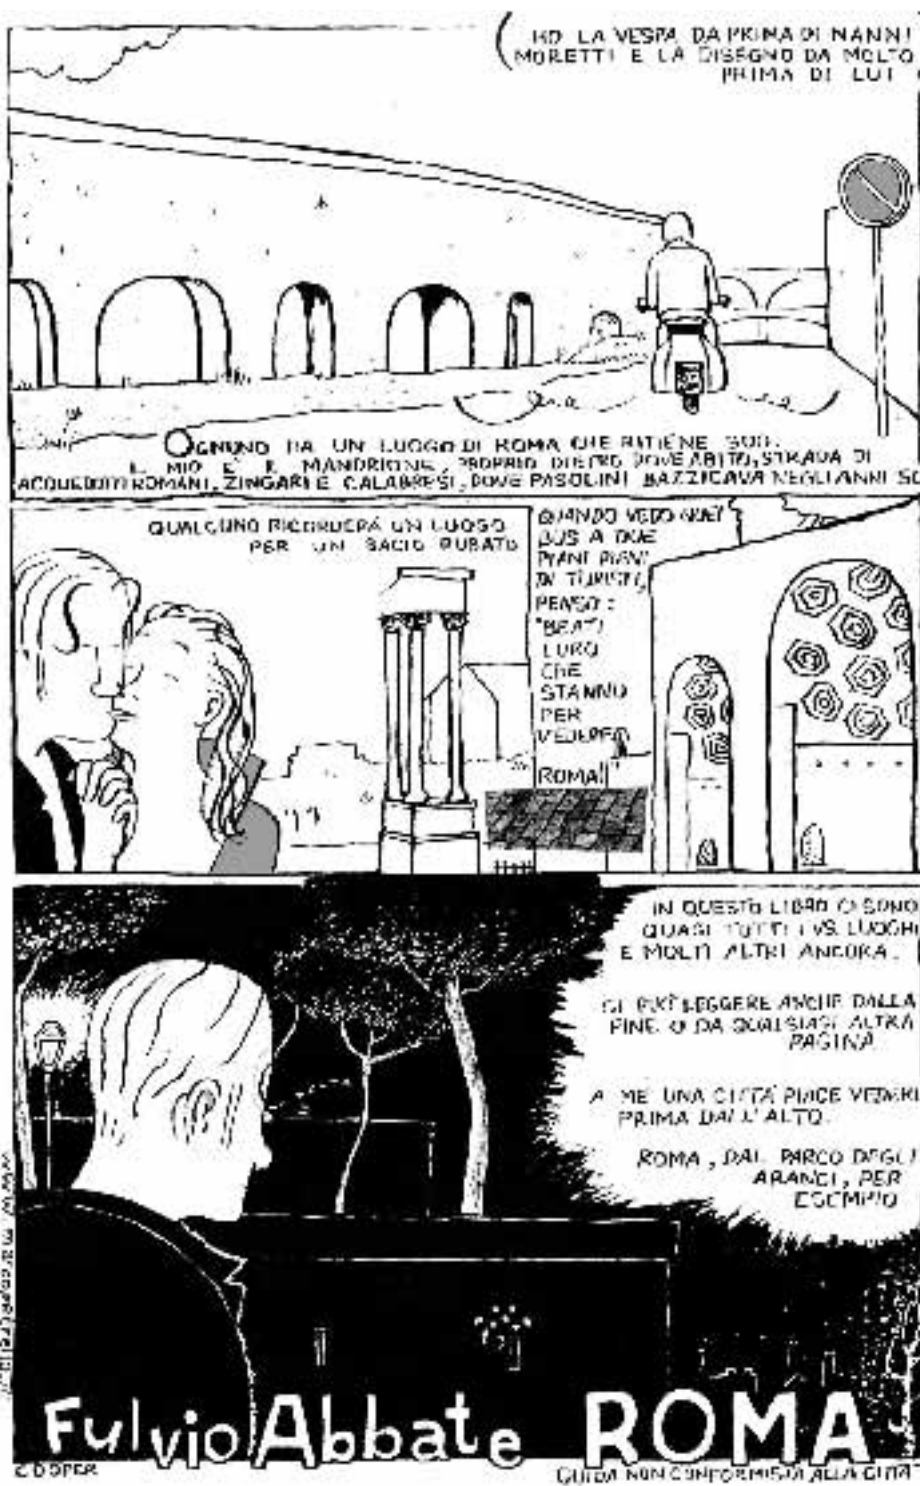 HO LA VESPA DA PRIMA DI NANNI
MORETTI E LA DISEGNO DA MOLTO
PRIMA DI LUI
OGNUNO HA UN LUOGO DI ROMA CHE RITIENE SUO.
IL MIO E' IL MANDRIONE, PROPRIO DIETRO DOVE ABITO, STRADA DI
ACQUEDOTTI ROMANI, ZINGARI E CALABRESI, DOVE PASOLINI BAZZICAVA NEGLI ANNI
QUALCUNO RICORDERÀ UN LUOGO
PER UN BACIO RUBATO
QUANDO VEDO QUEI
BUS A DUE
PIANI PIENI
DI TURISTI,
PENSO:
"BEATI
LORO
CHE
STANNO
PER
VEDERE
ROMA!"
IN QUESTO LIBRO CI SONO
QUASI TUTTI I VS. LUOGHI
E MOLTI ALTRI ANCORA.
SI PUÒ LEGGERE ANCHE DALLA
FINE O DA QUALSIASI ALTRA
PAGINA
A ME UNA CITTÀ PIACE VEDERE
PRIMA DALL'ALTO.
ROMA, DAL PARCO DEGLI
ARANCI, PER
ESEMPIO
Fulvio Abbate ROMA
COOPER
GUIDA NON CONFORMISTA ALLA CITTÀ